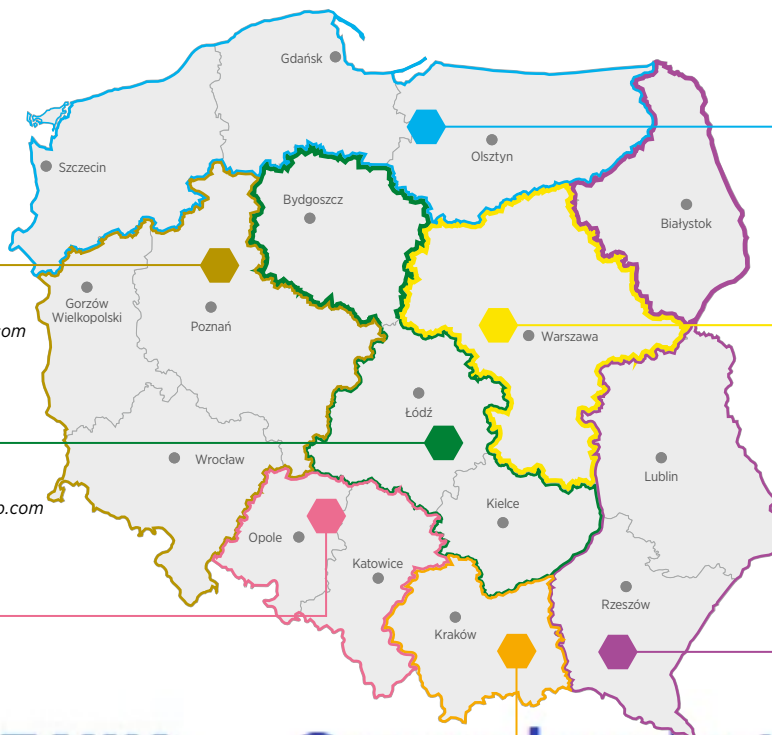 Gdańsk
Olsztyn
Szczecin
Bydgoszcz
Białystok
Gorzów
Wielkopolski
Poznań
om
Warszawa
Łódź
Wrocław
Lublin
o.com
Kielce
Opole
Katowice
Rzeszów
Kraków